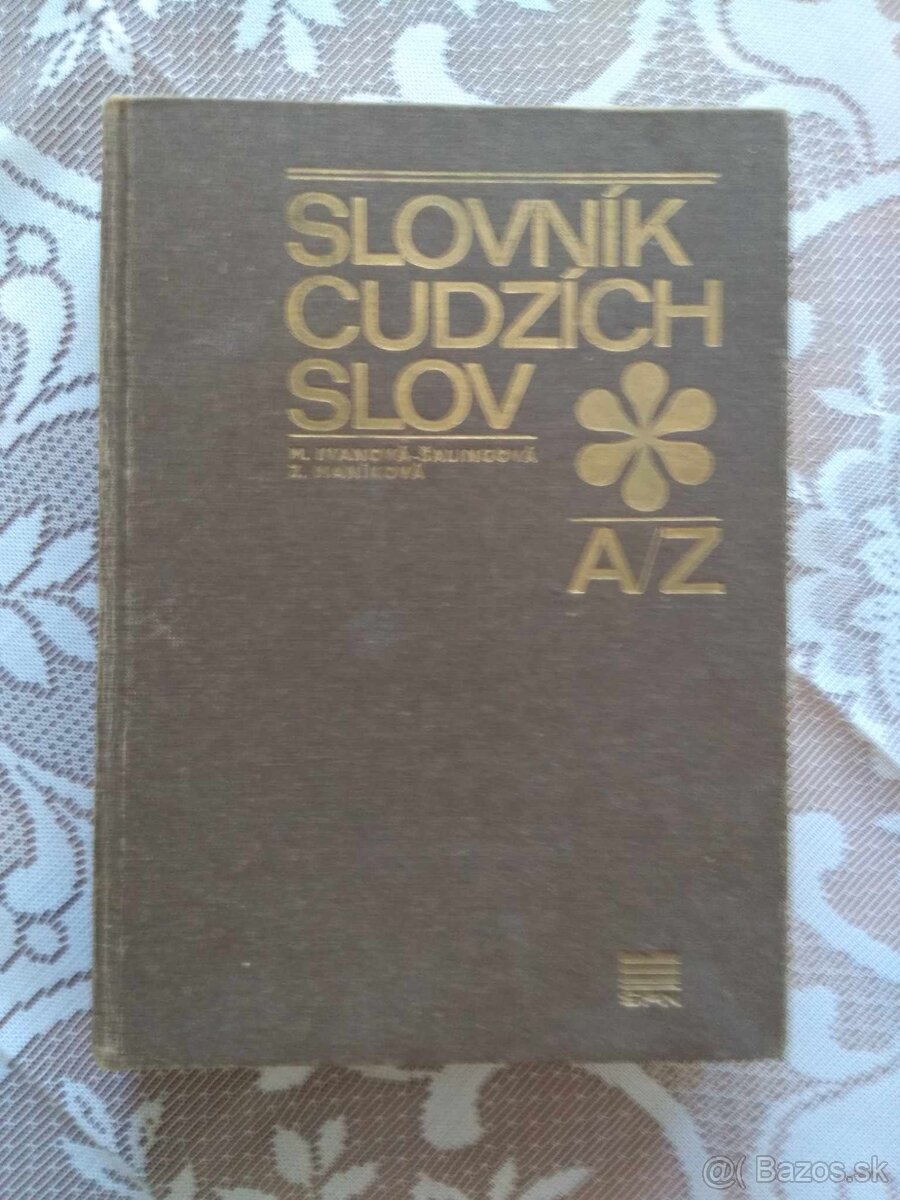 SLOVNÍK
CUDZÍCH
SLOV
M. IVANOVÁ-ŠALINGOVÁ
Z. MANÍKOVÁ
A/Z
SPN
@( Bazos.sk